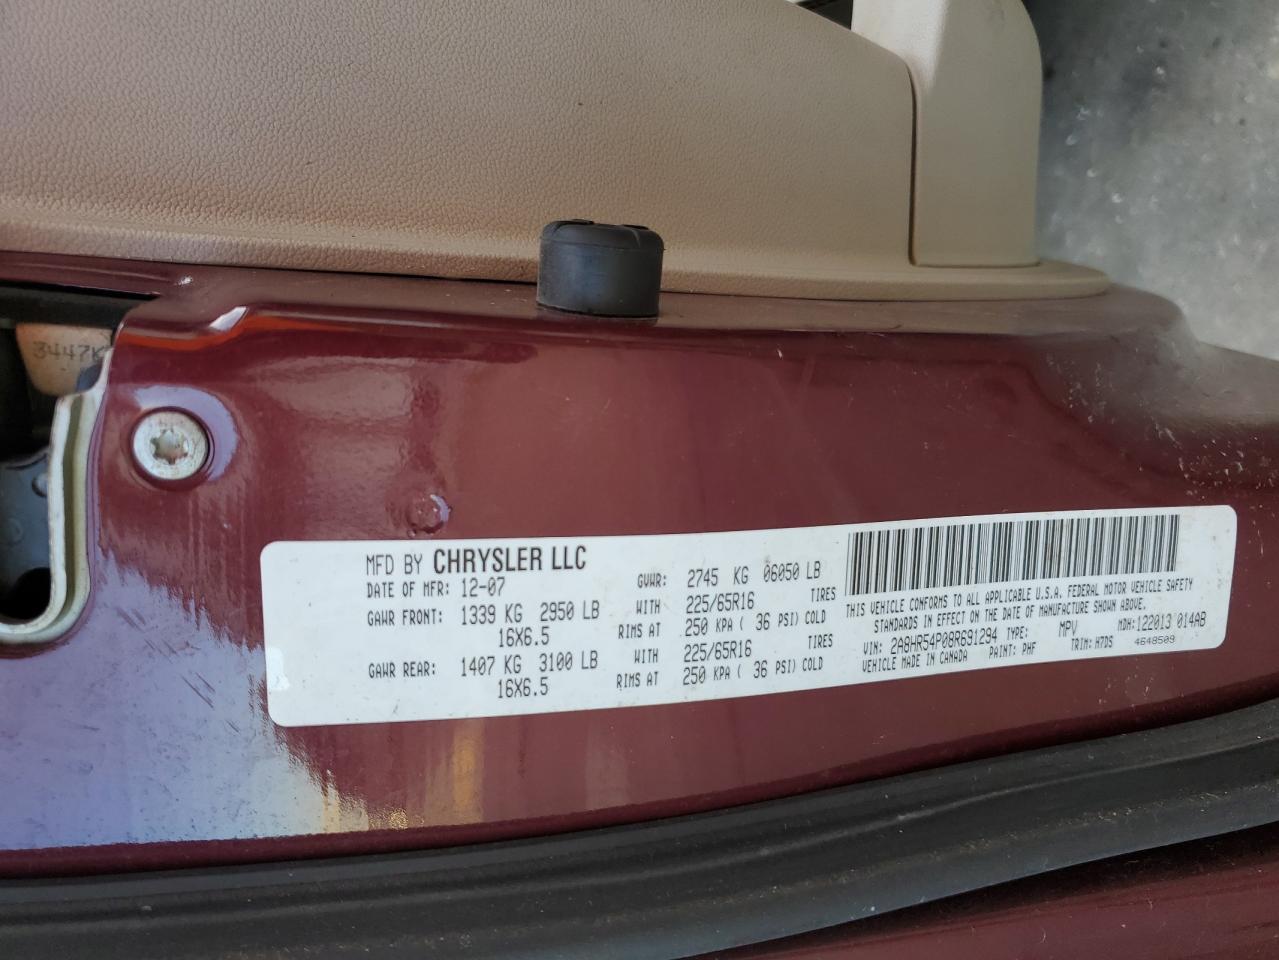 3447K
MFD BY CHRYSLER LLC
DATE OF MFR: 12-07 GVWR: 2745 KG 06050 LB
GAWR FRONT: 1339 KG 2950 LB WITH 225/65R16 TIRES
16X6.5 RIMS AT 250 KPA ( 36 PSI) COLD
GAWR REAR: 1407 KG 3100 LB WITH 225/65R16 TIRES
16X6.5 RIMS AT 250 KPA ( 36 PSI) COLD
THIS VEHICLE CONFORMS TO ALL APPLICABLE U.S.A. FEDERAL MOTOR VEHICLE SAFETY
STANDARDS IN EFFECT ON THE DATE OF MANUFACTURE SHOWN ABOVE.
VIN: 2A8HR54P08R691294 TYPE: MPV MDH: 122013 014AB
VEHICLE MADE IN CANADA PAINT: PHF TRIM: H7DS 4648509